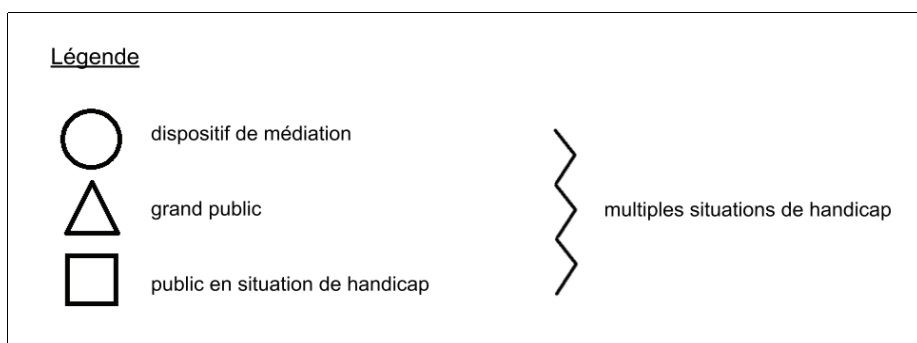 Légende
dispositif de médiation
grand public
public en situation de handicap
multiples situations de handicap